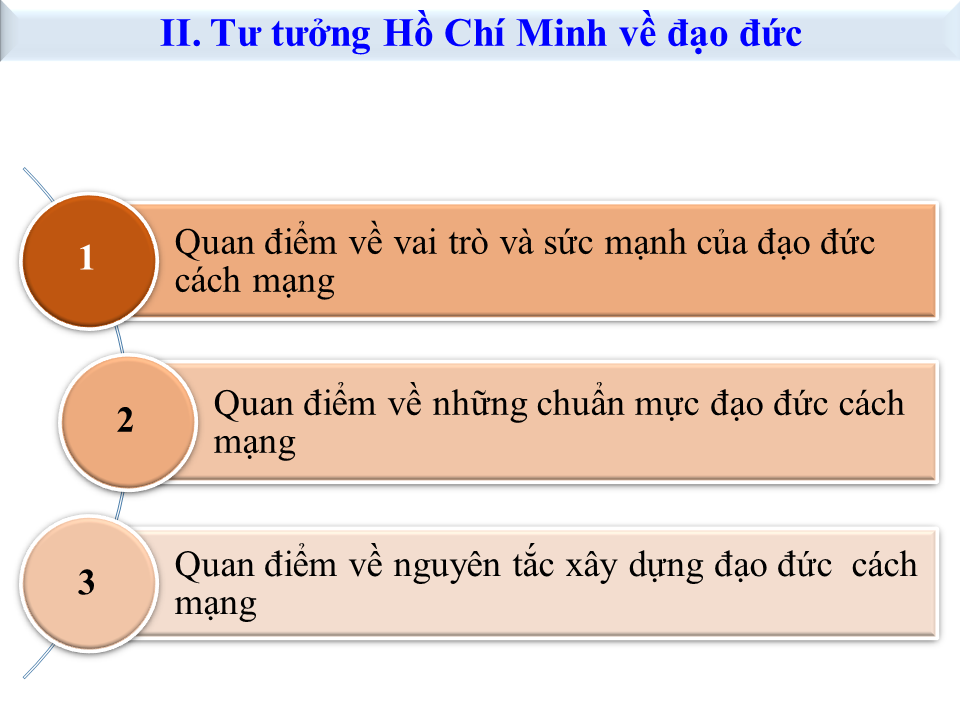 II. Tư tưởng Hồ Chí Minh về đạo đức
1
Quan điểm về vai trò và sức mạnh của đạo đức
cách mạng
2
Quan điểm về những chuẩn mực đạo đức cách
mạng
3
Quan điểm về nguyên tắc xây dựng đạo đức  cách
mạng